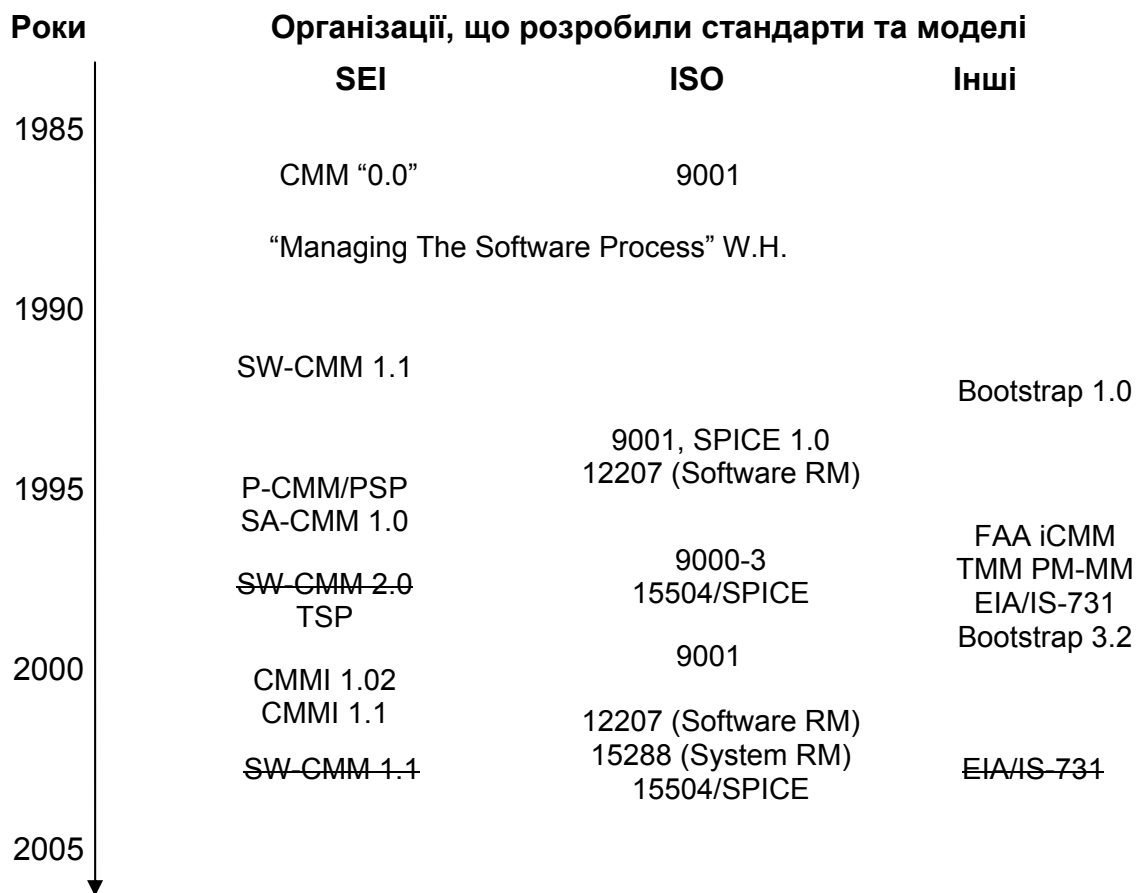 Роки Організації, що розробили стандарти та моделі
SEI ISO Інші
1985
CMM “0.0” 9001
“Managing The Software Process” W.H.
1990
SW-CMM 1.1
Bootstrap 1.0
9001, SPICE 1.0
12207 (Software RM)
1995
P-CMM/PSP
SA-CMM 1.0
FAA iCMM
9000-3
TMM PM-MM
SW-CMM 2.0
15504/SPICE
EIA/IS-731
TSP
Bootstrap 3.2
9001
2000
CMMI 1.02
CMMI 1.1
12207 (Software RM)
15288 (System RM)
SW-CMM 1.1
EIA/IS-731
15504/SPICE
2005